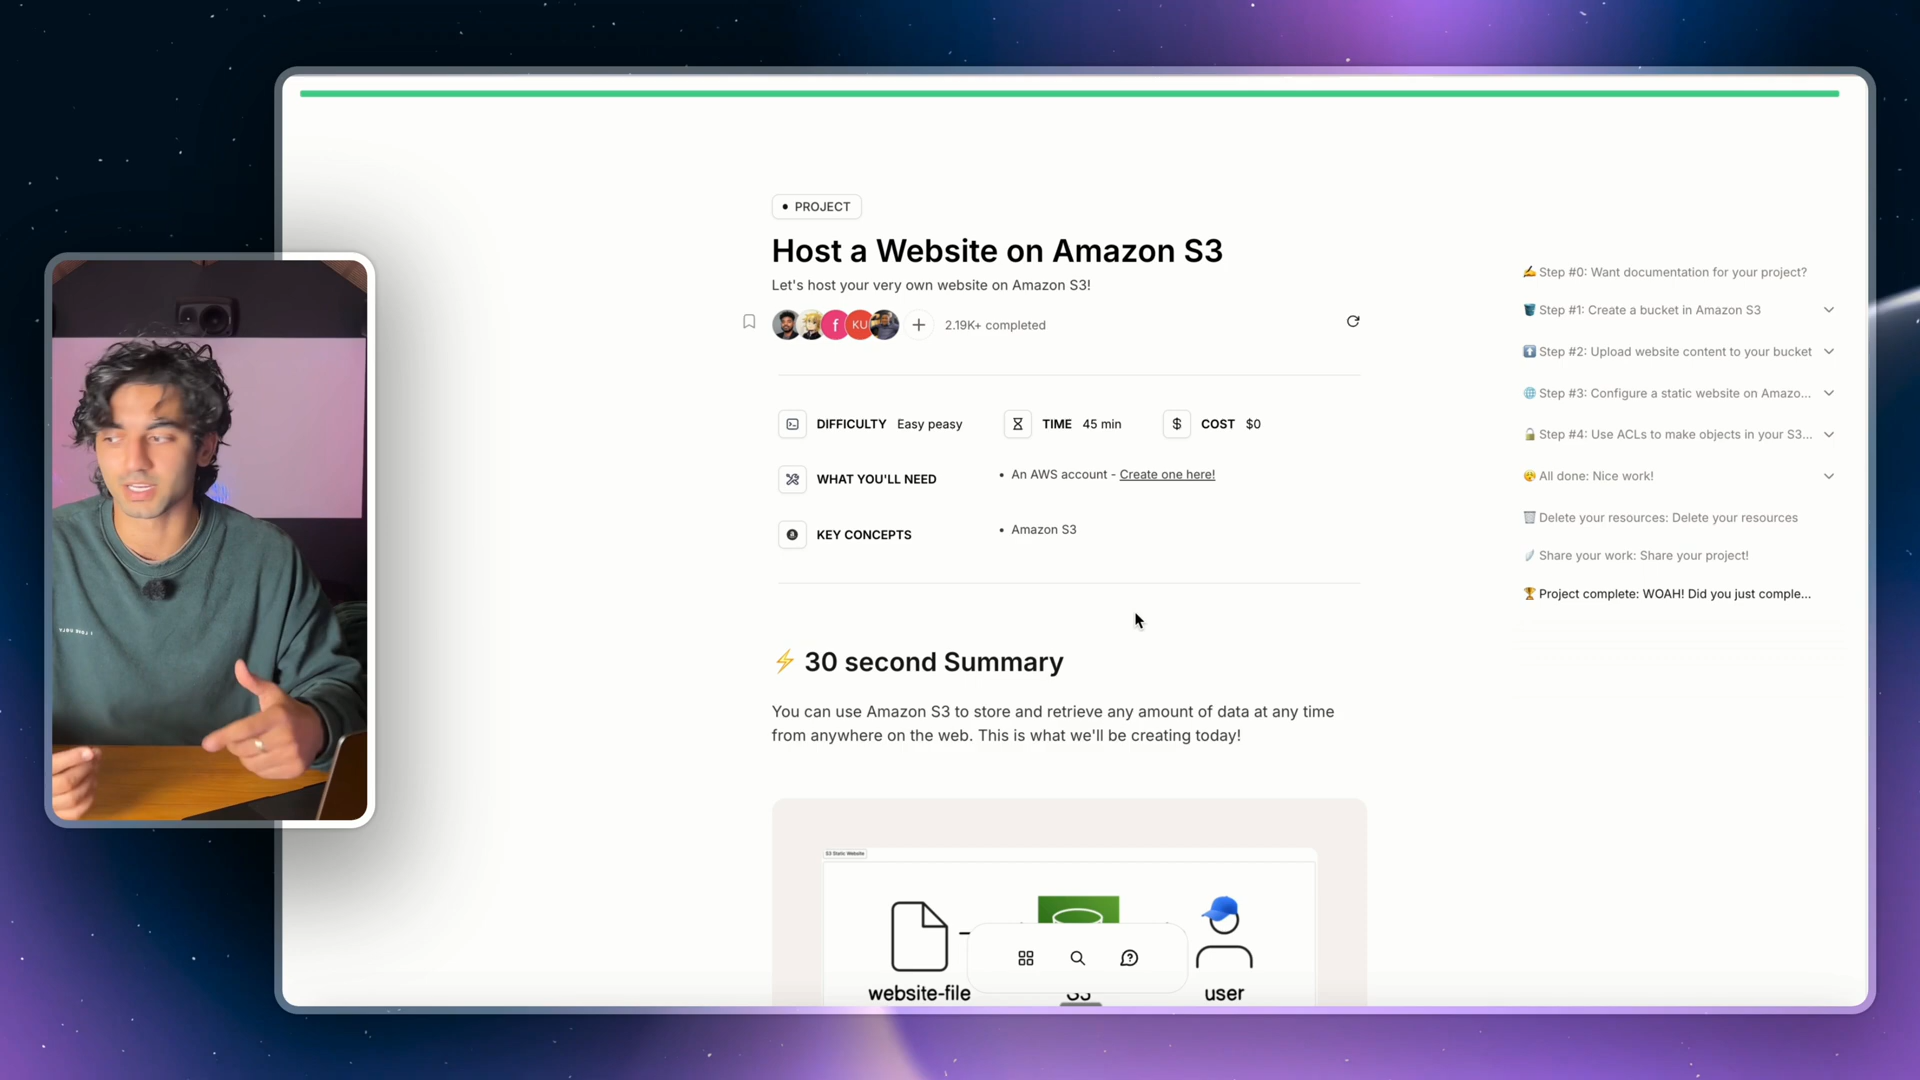 PROJECT
Host a Website on Amazon S3
Let's host your very own website on Amazon S3!
f
KU
2.19K+ completed
DIFFICULTY Easy peasy
TIME 45 min
COST $0
WHAT YOU'LL NEED
• An AWS account - Create one here!
KEY CONCEPTS
• Amazon S3
⚡ 30 second Summary
You can use Amazon S3 to store and retrieve any amount of data at any time
from anywhere on the web. This is what we'll be creating today!
S3 Static Website
website-file
S3
user
Step #0: Want documentation for your project?
Step #1: Create a bucket in Amazon S3
Step #2: Upload website content to your bucket
Step #3: Configure a static website on Amazo...
Step #4: Use ACLs to make objects in your S3...
All done: Nice work!
Delete your resources: Delete your resources
Share your work: Share your project!
Project complete: WOAH! Did you just comple...